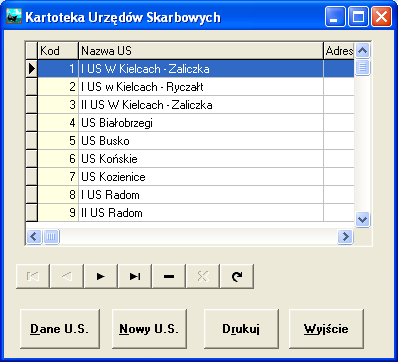 Kartoteka Urzędów Skarbowych
Kod Nazwa US Adres
1 I US W Kielcach - Zaliczka
2 I US w Kielcach - Ryczałt
3 II US W Kielcach - Zaliczka
4 US Białobrzegi
5 US Busko
6 US Końskie
7 US Kozienice
8 I US Radom
9 II US Radom
Dane U.S. Nowy U.S. Drukuj Wyjście